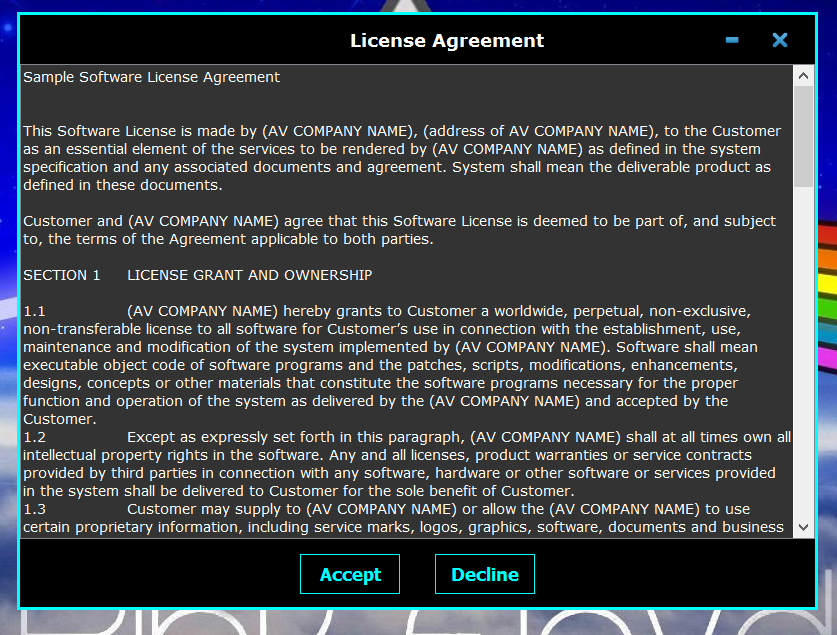 License Agreement
Sample Software License Agreement
This Software License is made by (AV COMPANY NAME), (address of AV COMPANY NAME), to the Customer
as an essential element of the services to be rendered by (AV COMPANY NAME) as defined in the system
specification and any associated documents and agreement. System shall mean the deliverable product as
defined in these documents.
Customer and (AV COMPANY NAME) agree that this Software License is deemed to be part of, and subject
to, the terms of the Agreement applicable to both parties.
SECTION 1 LICENSE GRANT AND OWNERSHIP
1.1 (AV COMPANY NAME) hereby grants to Customer a worldwide, perpetual, non-exclusive,
non-transferable license to all software for Customer’s use in connection with the establishment, use,
maintenance and modification of the system implemented by (AV COMPANY NAME). Software shall mean
executable object code of software programs and the patches, scripts, modifications, enhancements,
designs, concepts or other materials that constitute the software programs necessary for the proper
function and operation of the system as delivered by the (AV COMPANY NAME) and accepted by the
Customer.
1.2 Except as expressly set forth in this paragraph, (AV COMPANY NAME) shall at all times own all
intellectual property rights in the software. Any and all licenses, product warranties or service contracts
provided by third parties in connection with any software, hardware or other software or services provided
in the system shall be delivered to Customer for the sole benefit of Customer.
1.3 Customer may supply to (AV COMPANY NAME) or allow the (AV COMPANY NAME) to use
certain proprietary information, including service marks, logos, graphics, software, documents and business
Accept Decline